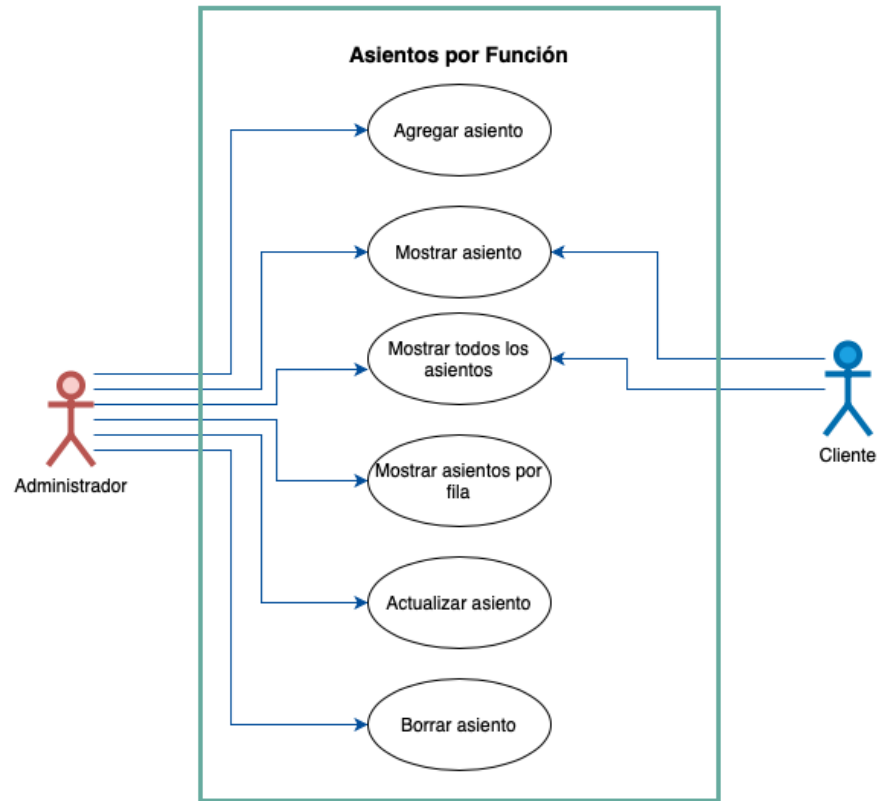 Asientos por Función
Agregar asiento
Mostrar asiento
Mostrar todos los
asientos
Mostrar asientos por
fila
Actualizar asiento
Borrar asiento
Administrador
Cliente